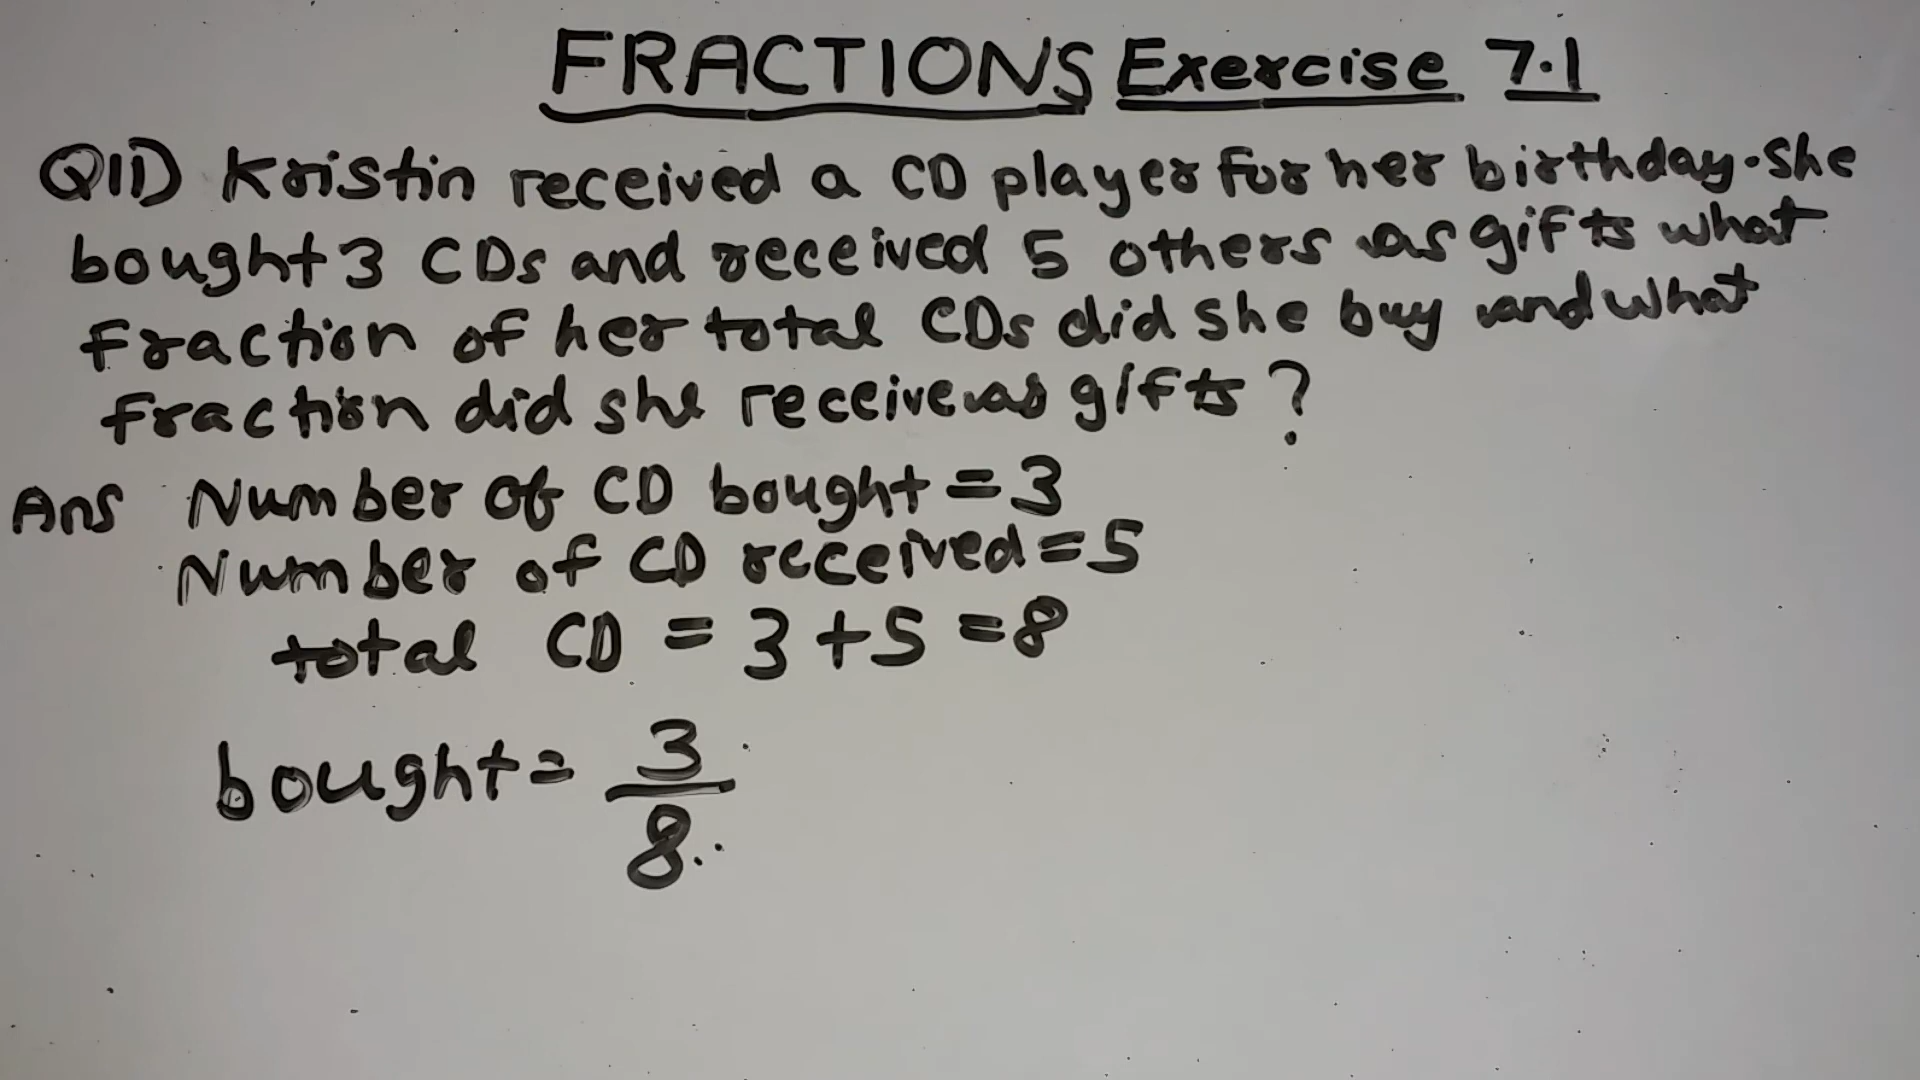 FRACTIONS Exercise 7.1
Q11) Kristin received a CD player for her birthday. She
bought 3 CDs and received 5 others as gifts what
fraction of her total CDs did she buy and what
fraction did she receive as gifts?
Ans Number of CD bought = 3
Number of CD received = 5
total CD = 3 + 5 = 8
bought = 3/8